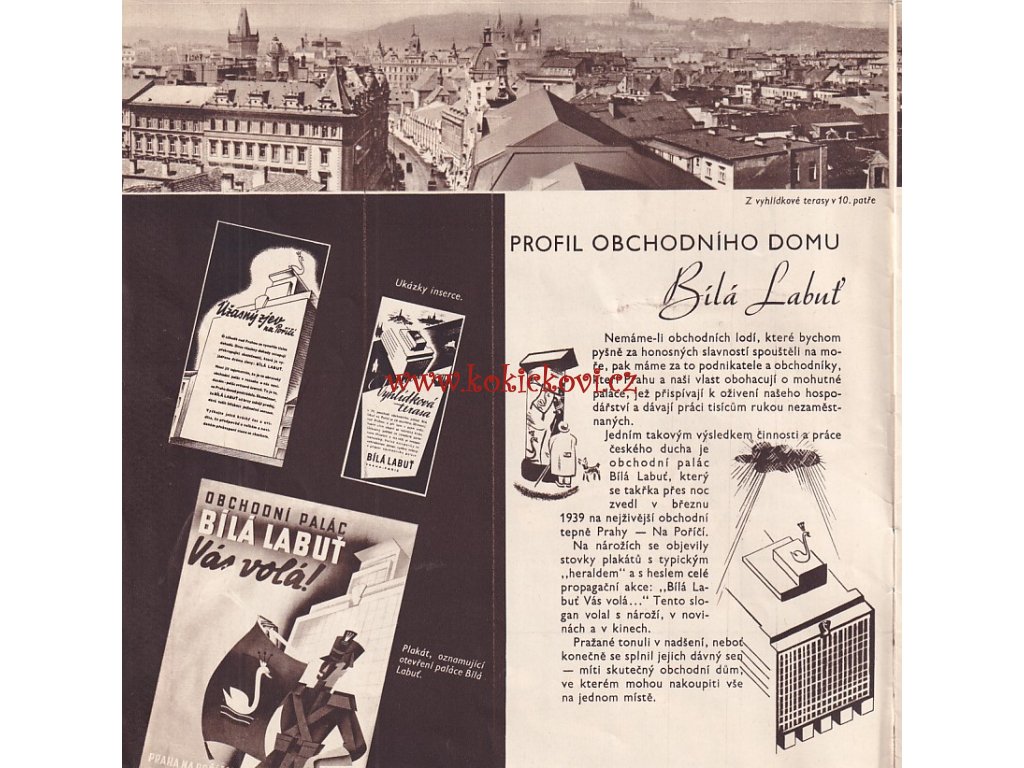 Z vyhlídkové terasy v 10. patře
PROFIL OBCHODNÍHO DOMU
Bílá Labuť
Ukázky inserce.
Úžasný zjev
na Poříčí
Vyhlídková
terasa
BÍLÁ LABUŤ
www.kokickovi.cz
Nemáme-li obchodních lodí, které bychom
pyšně za honosných slavností spouštěli na mo-
ře, pak máme za to podnikatele a obchodníky,
kteří Prahu a naši vlast obohacují o mohutné
paláce, jež přispívají k oživení našeho hospo-
dářství a dávají práci tisícům rukou nezaměst-
naných.
Jedním takovým výsledkem činnosti a práce
českého ducha je
obchodní palác
Bílá Labuť, který
se takřka přes noc
zvedl v březnu
1939 na nejživější obchodní
tepně Prahy — Na Poříčí.
Na nárožích se objevily
stovky plakátů s typickým
„heraldem" a s heslem celé
propagační akce: „Bílá La-
buť Vás volá..." Tento slo-
gan volal s nároží, v novi-
nách a v kinech.
Pražané tonuli v nadšení, neboť
konečně se splnil jejich dávný sen
— míti skutečný obchodní dům,
ve kterém mohou nakoupiti vše
na jednom místě.
OBCHODNÍ PALÁC
BÍLÁ LABUŤ
Vás volá!
Plakát, oznamující
otevření paláce Bílá
Labuť.
PRAHA NA POŘÍČÍ